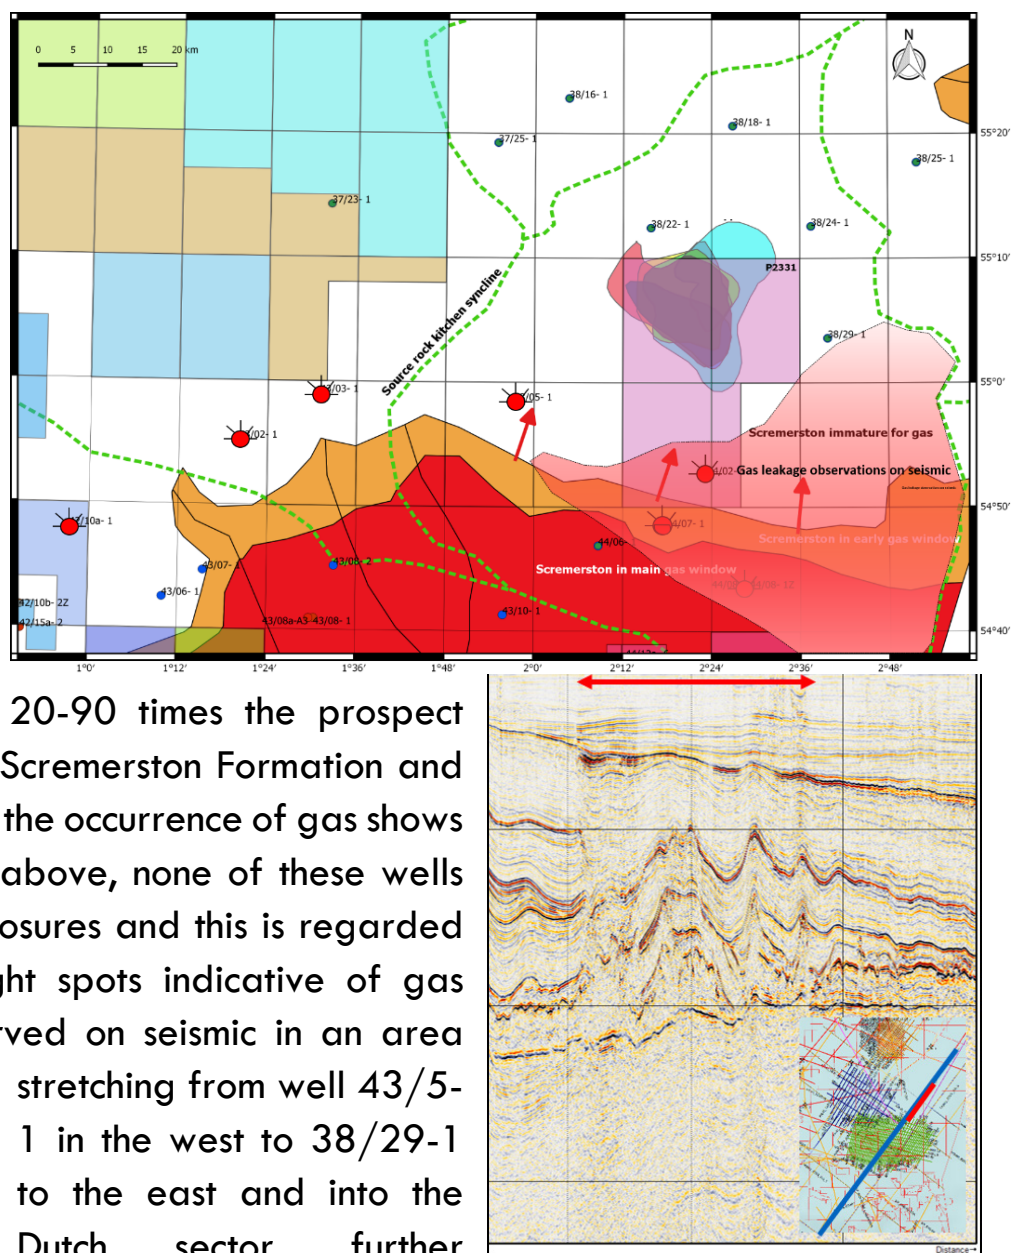 0 5 10 15 20 km
N
38/16- 1
38/18- 1
37/25- 1
55°20'
38/25- 1
37/23- 1
38/22- 1
38/24- 1
55°10'
P2331
Source rock kitchen syncline
38/29- 1
55°0'
/03- 1
/05- 1
/02- 1
Scremerston immature for gas
4/02-
Gas leakage observations on seismic
54°50'
/10a- 1
4/07- 1
Scremerston in early gas window
44/06-
43/07- 1
43/08- 2
Scremerston in main gas window
43/06- 1
42/10b- 2Z
43/10- 1
42/15a- 2
43/08a-A3-43/08- 1
54°40'
1°0' 1°12' 1°24' 1°36' 1°48' 2°0' 2°12' 2°24' 2°36' 2°48'
20-90 times the prospect
Scremerston Formation and
the occurrence of gas shows
above, none of these wells
osures and this is regarded
ght spots indicative of gas
rved on seismic in an area
stretching from well 43/5-
1 in the west to 38/29-1
to the east and into the
Dutch sector further
Distance→